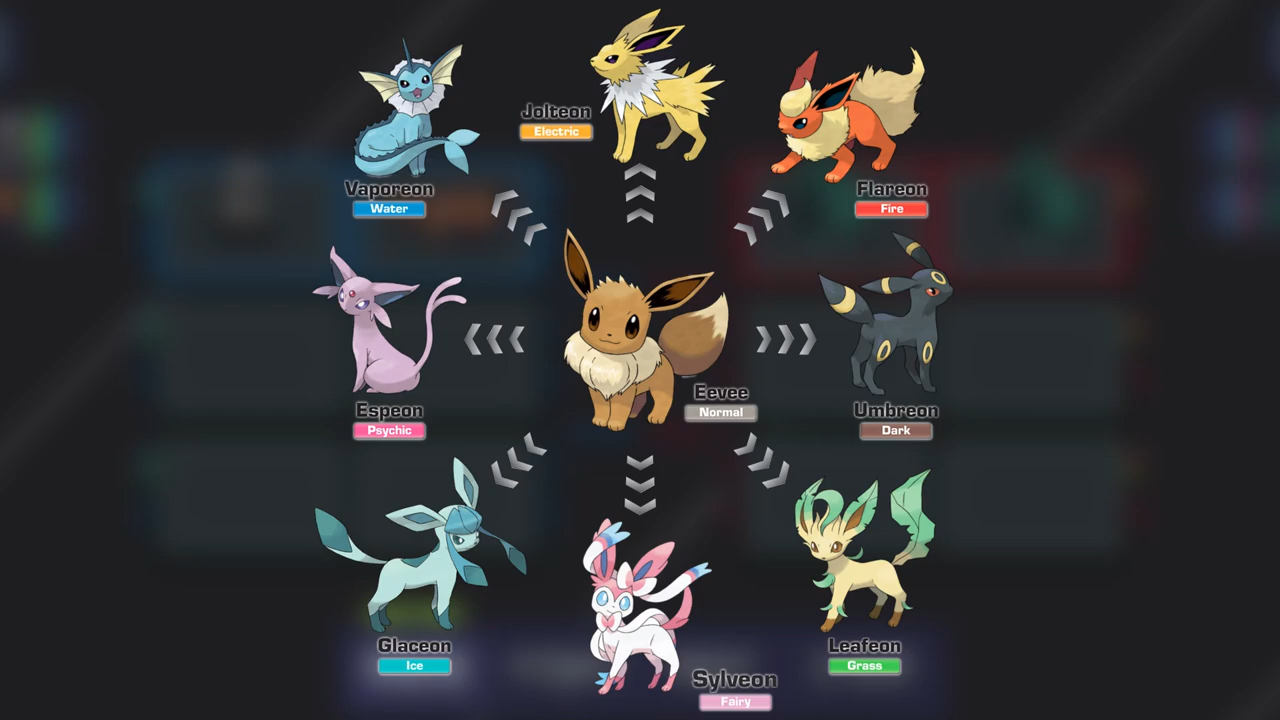 Jolteon
Electric
Vaporeon
Water
Flareon
Fire
Eevee
Normal
Espeon
Psychic
Umbreon
Dark
Glaceon
Ice
Leafeon
Grass
Sylveon
Fairy